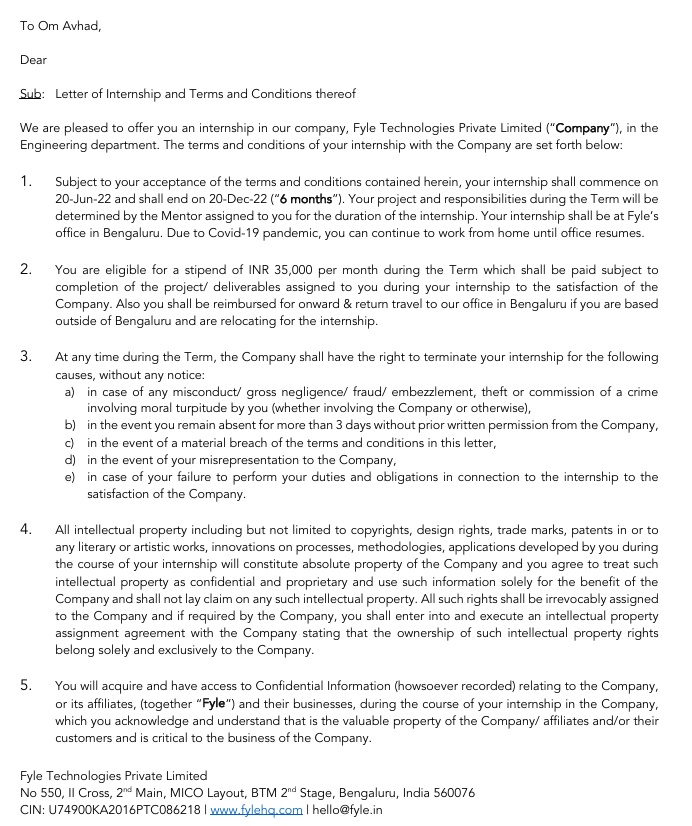 To Om Avhad,
Dear
Sub: Letter of Internship and Terms and Conditions thereof
We are pleased to offer you an internship in our company, Fyle Technologies Private Limited (“Company”), in the
Engineering department. The terms and conditions of your internship with the Company are set forth below:
1. Subject to your acceptance of the terms and conditions contained herein, your internship shall commence on
20-Jun-22 and shall end on 20-Dec-22 (“6 months”). Your project and responsibilities during the Term will be
determined by the Mentor assigned to you for the duration of the internship. Your internship shall be at Fyle’s
office in Bengaluru. Due to Covid-19 pandemic, you can continue to work from home until office resumes.
2. You are eligible for a stipend of INR 35,000 per month during the Term which shall be paid subject to
completion of the project/ deliverables assigned to you during your internship to the satisfaction of the
Company. Also you shall be reimbursed for onward & return travel to our office in Bengaluru if you are based
outside of Bengaluru and are relocating for the internship.
3. At any time during the Term, the Company shall have the right to terminate your internship for the following
causes, without any notice:
a) in case of any misconduct/ gross negligence/ fraud/ embezzlement, theft or commission of a crime
involving moral turpitude by you (whether involving the Company or otherwise),
b) in the event you remain absent for more than 3 days without prior written permission from the Company,
c) in the event of a material breach of the terms and conditions in this letter,
d) in the event of your misrepresentation to the Company,
e) in case of your failure to perform your duties and obligations in connection to the internship to the
satisfaction of the Company.
4. All intellectual property including but not limited to copyrights, design rights, trade marks, patents in or to
any literary or artistic works, innovations on processes, methodologies, applications developed by you during
the course of your internship will constitute absolute property of the Company and you agree to treat such
intellectual property as confidential and proprietary and use such information solely for the benefit of the
Company and shall not lay claim on any such intellectual property. All such rights shall be irrevocably assigned
to the Company and if required by the Company, you shall enter into and execute an intellectual property
assignment agreement with the Company stating that the ownership of such intellectual property rights
belong solely and exclusively to the Company.
5. You will acquire and have access to Confidential Information (howsoever recorded) relating to the Company,
or its affiliates, (together “Fyle”) and their businesses, during the course of your internship in the Company,
which you acknowledge and understand that is the valuable property of the Company/ affiliates and/or their
customers and is critical to the business of the Company.
Fyle Technologies Private Limited
No 550, II Cross, 2nd Main, MICO Layout, BTM 2nd Stage, Bengaluru, India 560076
CIN: U74900KA2016PTC086218 | www.fylehq.com | hello@fyle.in